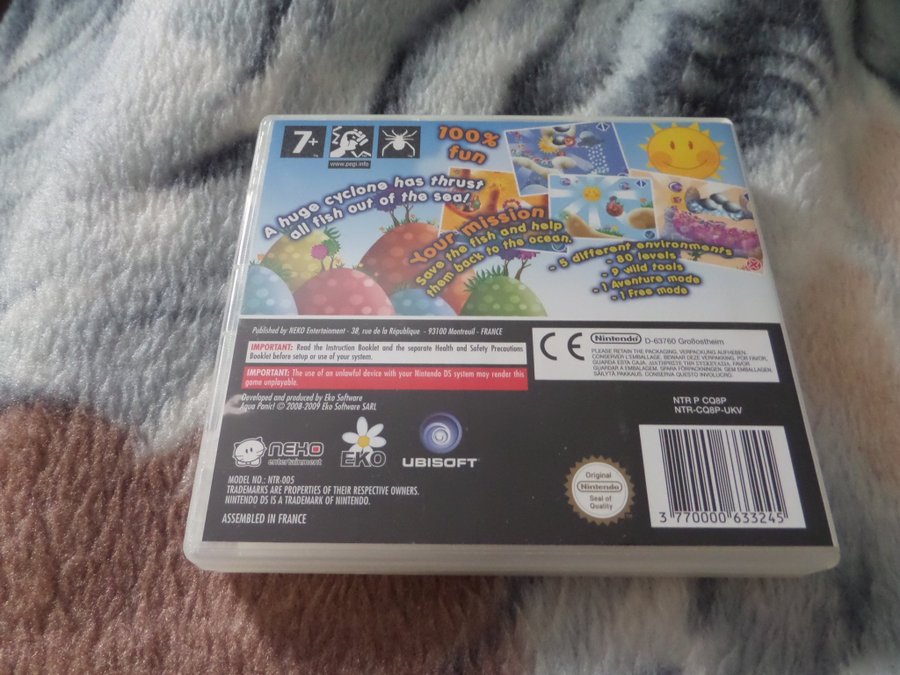 7+
www.pegi.info
100%
fun
A huge cyclone has thrust
all fish out of the sea!
Your mission
Save the fish and help
them back to the ocean.
- 5 different environments
- 80 levels
- 9 wild tools
- 1 Aventure mode
- 1 Free mode
Published by NEKO Entertainment - 38, rue de la République - 93100 Montreuil - FRANCE
IMPORTANT: Read the Instruction Booklet and the separate Health and Safety Precautions
Booklet before setup or use of your system.
IMPORTANT: The use of an unlawful device with your Nintendo DS system may render this
game unplayable.
Developed and produced by Eko Software
Aqua Panic! © 2008-2009 Eko Software SARL
CE
Nintendo D-63760 Großostheim
PLEASE RETAIN THE PACKAGING. VERPACKUNG AUFHEBEN.
CONSERVER L'EMBALLAGE. BEWAAR DEZE VERPAKKING. POR FAVOR,
GUARDA ESTA CAJA. ΔΙΑΤΗΡΗΣΤΕ ΤΗ ΣΥΣΚΕΥΑΣΙΑ. FAVOR
GUARDAR A EMBALAGEM. SPARA FÖRPACKNINGEN. GEM EMBALLAGEN.
SÄILYTÄ PAKKAUS. CONSERVA QUESTO INVOLUCRO.
NTR P CQ8P
NTR-CQ8P-UKV
NEKO
entertainment
EKO
UBISOFT
MODEL NO.: NTR-005
TRADEMARKS ARE PROPERTIES OF THEIR RESPECTIVE OWNERS.
NINTENDO DS IS A TRADEMARK OF NINTENDO.
ASSEMBLED IN FRANCE
Original
Nintendo
Seal of
Quality
3 770000 633245